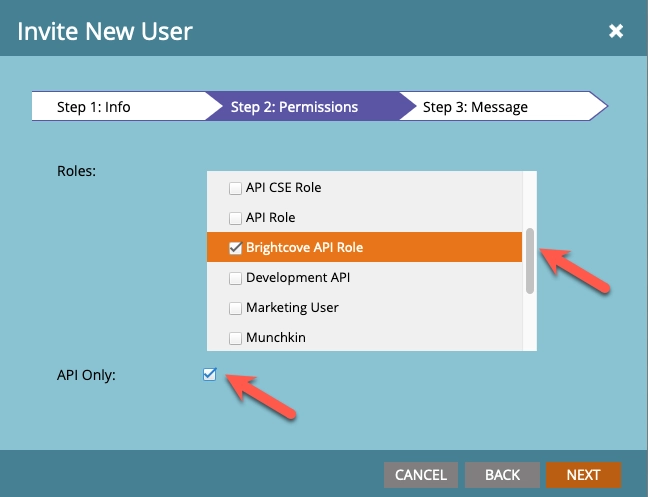 Invite New User
Step 1: Info Step 2: Permissions Step 3: Message
Roles:
API CSE Role
API Role
Brightcove API Role
Development API
Marketing User
Munchkin
API Only:
CANCEL BACK NEXT